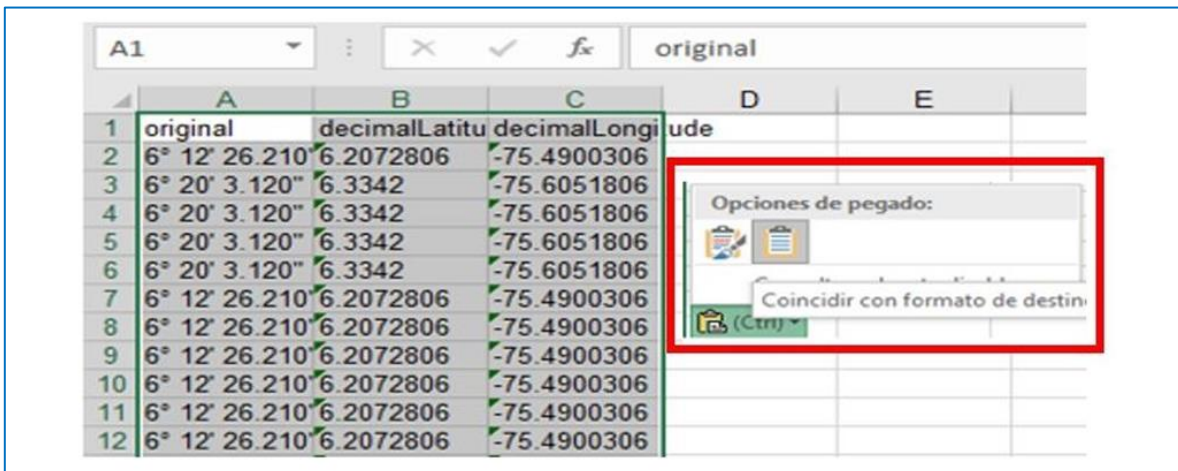 A1 fx original
A B C D E
1 original decimalLatitu decimalLongitude
2 6° 12' 26.210" 6.2072806 -75.4900306
3 6° 20' 3.120" 6.3342 -75.6051806
4 6° 20' 3.120" 6.3342 -75.6051806
5 6° 20' 3.120" 6.3342 -75.6051806
6 6° 20' 3.120" 6.3342 -75.6051806
7 6° 12' 26.210" 6.2072806 -75.4900306
8 6° 12' 26.210" 6.2072806 -75.4900306
9 6° 12' 26.210" 6.2072806 -75.4900306
10 6° 12' 26.210" 6.2072806 -75.4900306
11 6° 12' 26.210" 6.2072806 -75.4900306
12 6° 12' 26.210" 6.2072806 -75.4900306
Opciones de pegado:
Coincidir con formato de destin
(Ctrl)